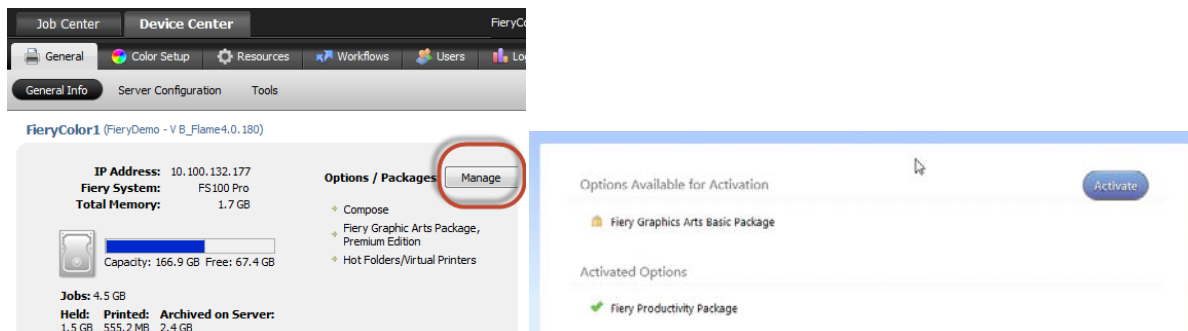 Job Center Device Center FieryCo
General Color Setup Resources Workflows Users Lo
General Info Server Configuration Tools
FieryColor1 (FieryDemo - V B_Flame4.0.180)
IP Address: 10.100.132.177
Fiery System: FS100 Pro
Total Memory: 1.7 GB
Capacity: 166.9 GB Free: 67.4 GB
Jobs: 4.5 GB
Held: Printed: Archived on Server:
1.5 GB 555.2 MB 2.4 GB
Options / Packages Manage
Compose
Fiery Graphic Arts Package,
Premium Edition
Hot Folders/Virtual Printers
Options Available for Activation Activate
Fiery Graphics Arts Basic Package
Activated Options
Fiery Productivity Package